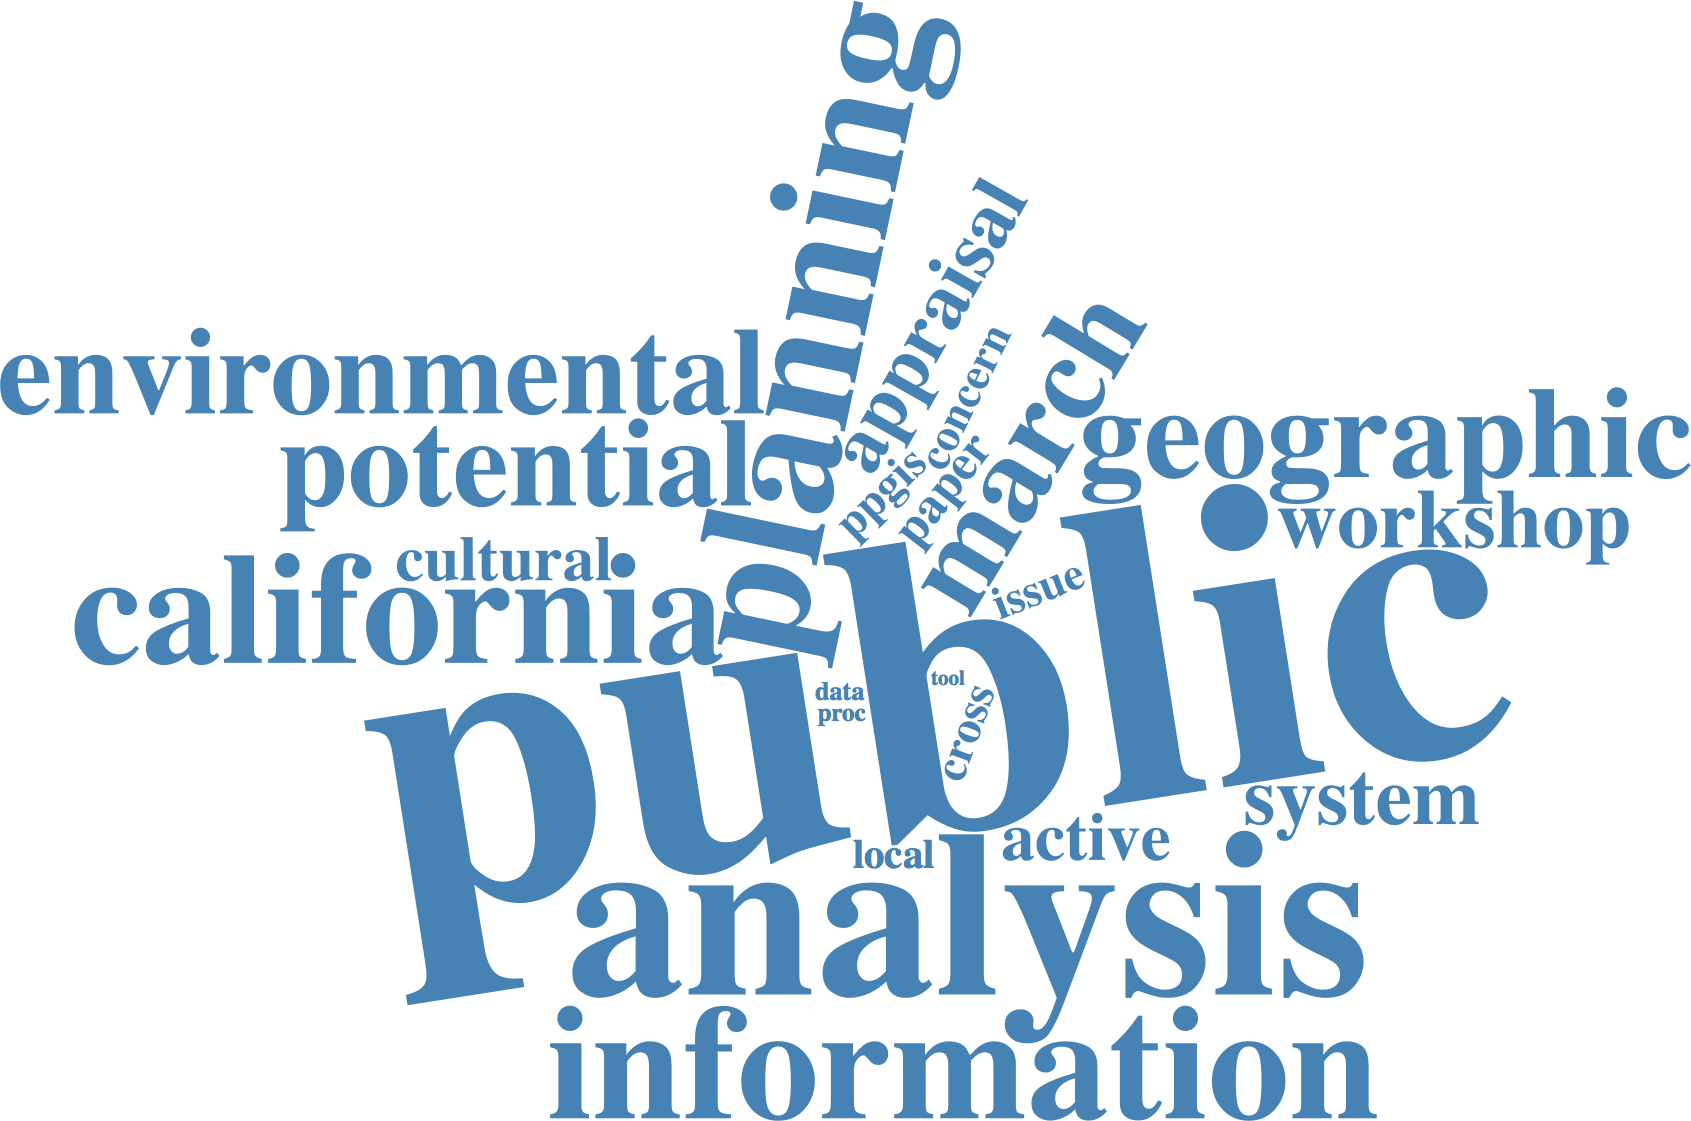 planning
appraisal
concern
march
environmental
potential
ppgis
paper
geographic
workshop
cultural
california
issue
public
data
proc
tool
cross
system
active
local
analysis
information